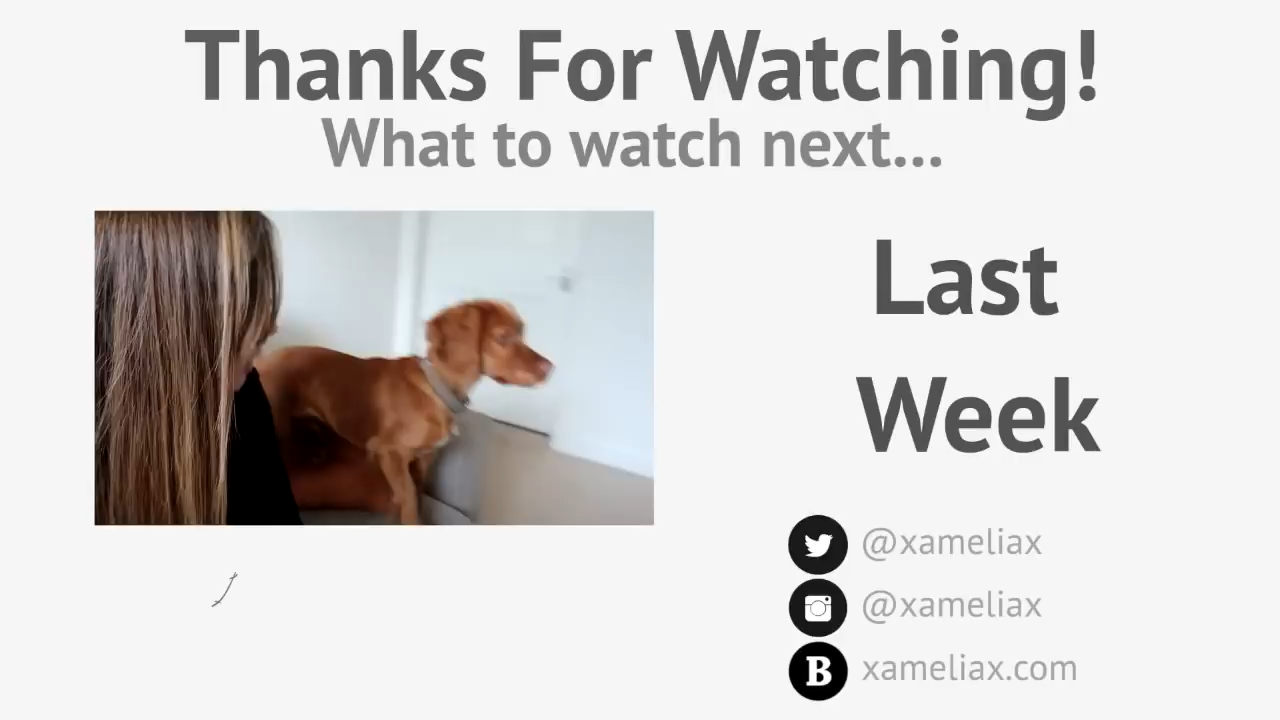 Thanks For Watching!
What to watch next...
Last
Week
@xameliax
@xameliax
B xameliax.com